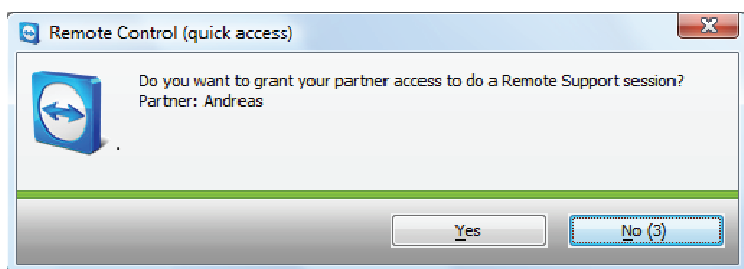 Remote Control (quick access)
Do you want to grant your partner access to do a Remote Support session?
Partner: Andreas
.
Yes
No (3)